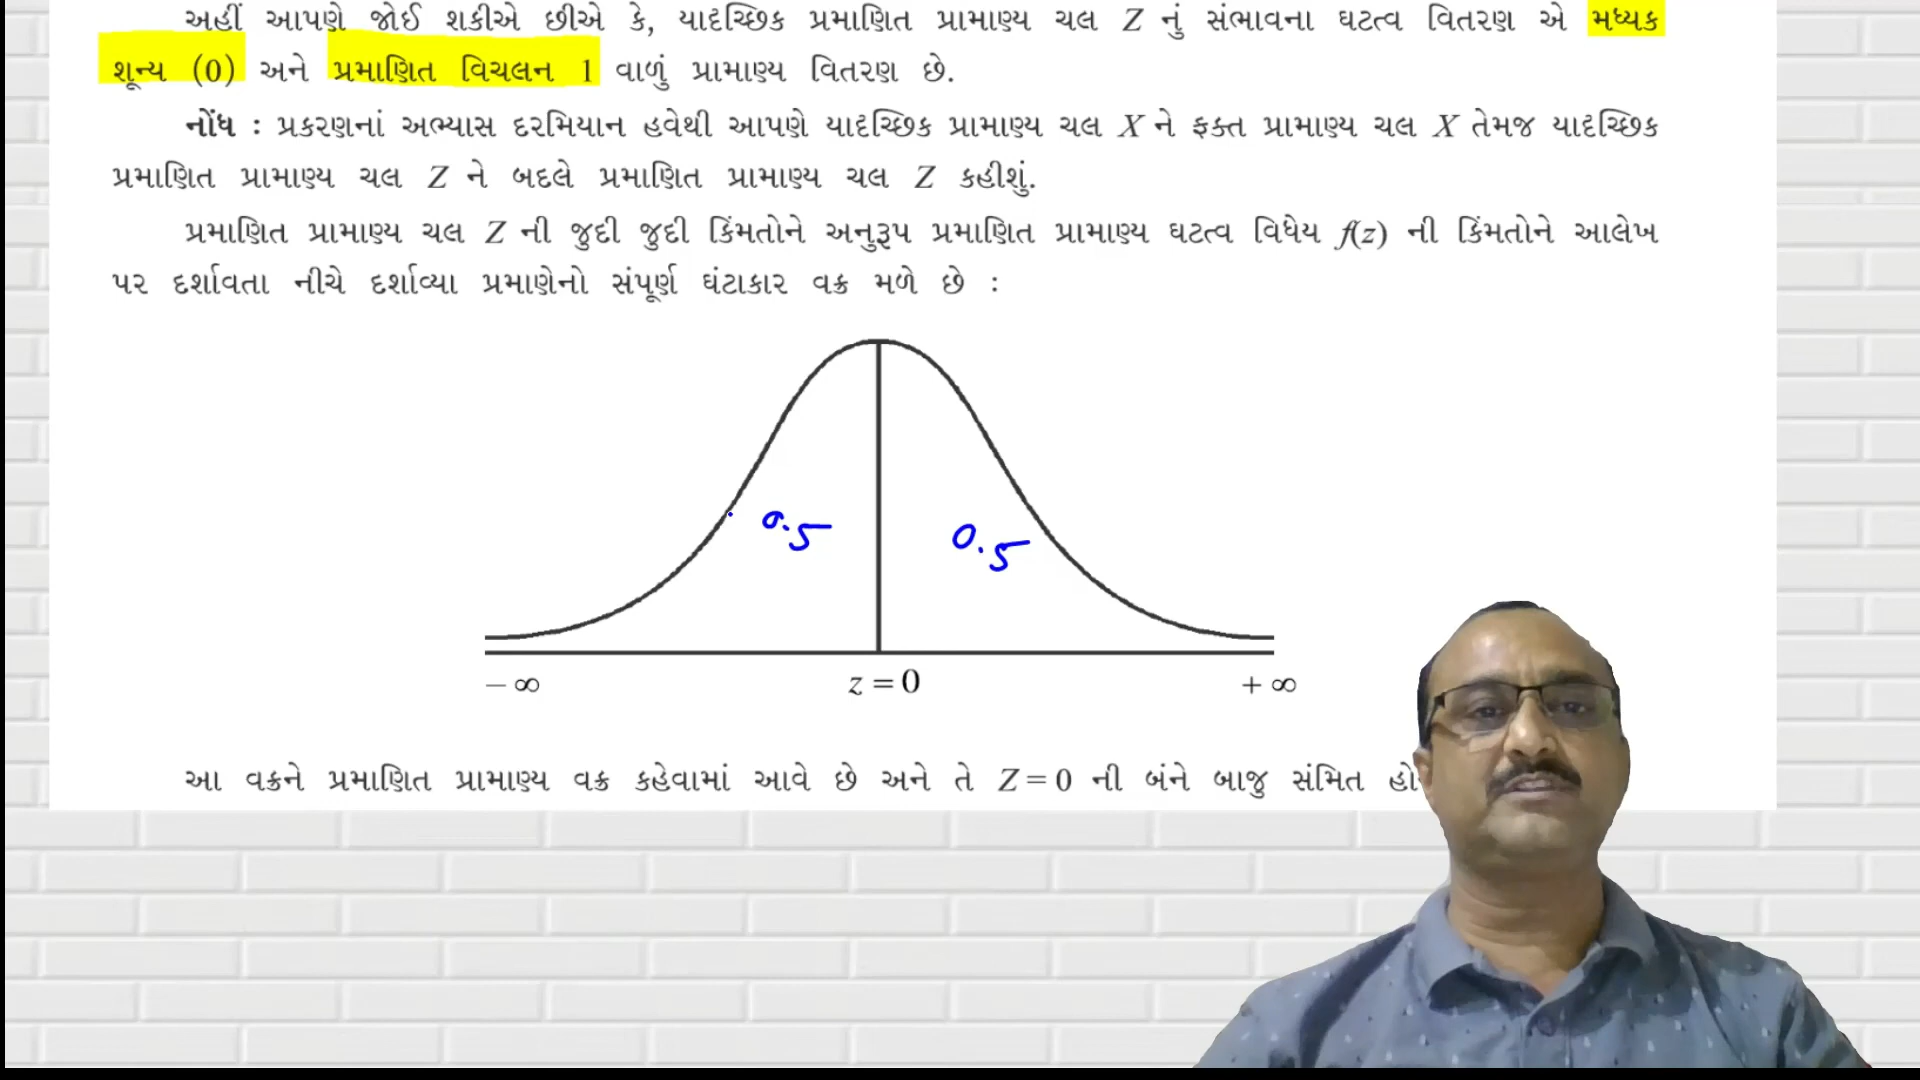 અહીં આપણે જોઈ શકીએ છીએ કે, યાદૃચ્છિક પ્રમાણિત પ્રામાણ્ય ચલ Z નું સંભાવના ઘટત્વ વિતરણ એ મધ્યક
શૂન્ય (0) અને પ્રમાણિત વિચલન 1 વાળું પ્રામાણ્ય વિતરણ છે.
નોંધ : પ્રકરણનાં અભ્યાસ દરમિયાન હવેથી આપણે યાદૃચ્છિક પ્રામાણ્ય ચલ X ને ફક્ત પ્રામાણ્ય ચલ X તેમજ યાદૃચ્છિક
પ્રમાણિત પ્રામાણ્ય ચલ Z ને બદલે પ્રમાણિત પ્રામાણ્ય ચલ Z કહીશું.
પ્રમાણિત પ્રામાણ્ય ચલ Z ની જુદી જુદી કિંમતોને અનુરૂપ પ્રમાણિત પ્રામાણ્ય ઘટત્વ વિધેય f(z) ની કિંમતોને આલેખ
પર દર્શાવતા નીચે દર્શાવ્યા પ્રમાણેનો સંપૂર્ણ ઘંટાકાર વક્ર મળે છે :
0.5 0.5
− ∞ z = 0 + ∞
આ વક્રને પ્રમાણિત પ્રામાણ્ય વક્ર કહેવામાં આવે છે અને તે Z = 0 ની બંને બાજુ સંમિત